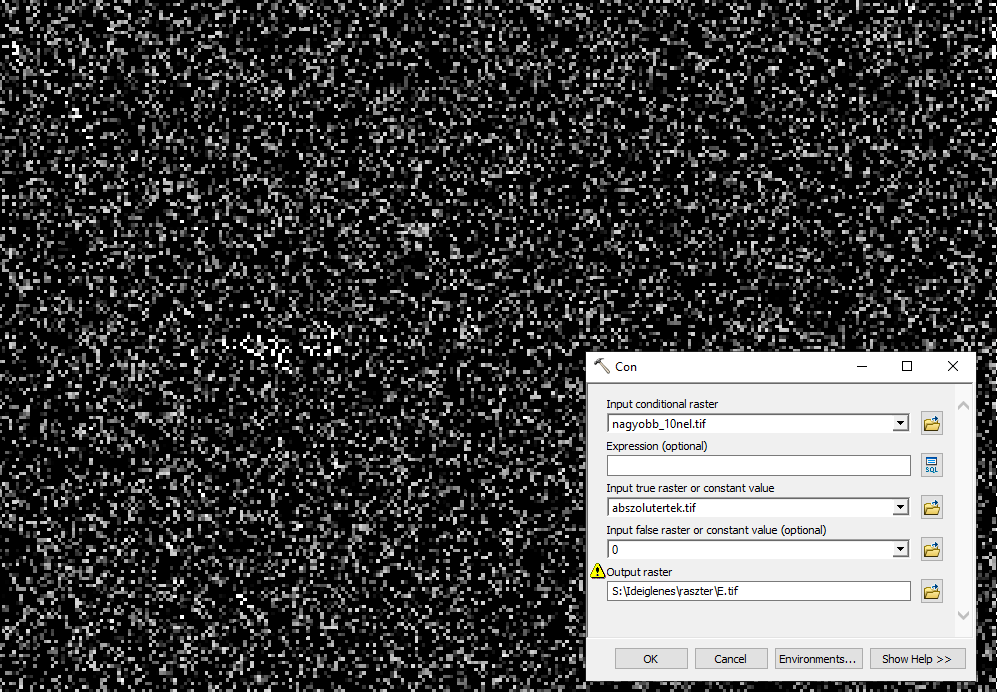 Con
Input conditional raster
nagyobb_10nel.tif
Expression (optional)
SQL
Input true raster or constant value
abszolutertek.tif
Input false raster or constant value (optional)
0
Output raster
S:\Ideiglenes\raszter\E.tif
OK Cancel Environments... Show Help >>